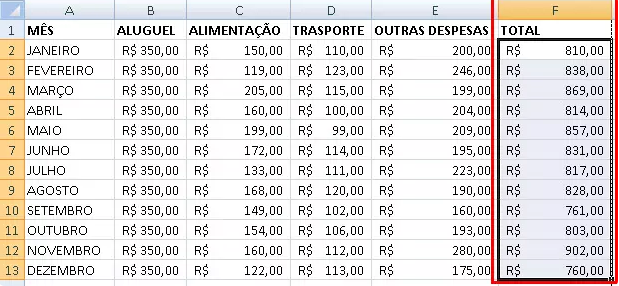 A B C D E F
1 MÊS ALUGUEL ALIMENTAÇÃO TRASPORTE OUTRAS DESPESAS TOTAL
2 JANEIRO R$ 350,00 R$ 150,00 R$ 110,00 R$ 200,00 R$ 810,00
3 FEVEREIRO R$ 350,00 R$ 119,00 R$ 123,00 R$ 246,00 R$ 838,00
4 MARÇO R$ 350,00 R$ 205,00 R$ 115,00 R$ 199,00 R$ 869,00
5 ABRIL R$ 350,00 R$ 160,00 R$ 100,00 R$ 204,00 R$ 814,00
6 MAIO R$ 350,00 R$ 199,00 R$ 99,00 R$ 209,00 R$ 857,00
7 JUNHO R$ 350,00 R$ 172,00 R$ 114,00 R$ 195,00 R$ 831,00
8 JULHO R$ 350,00 R$ 133,00 R$ 111,00 R$ 223,00 R$ 817,00
9 AGOSTO R$ 350,00 R$ 168,00 R$ 120,00 R$ 190,00 R$ 828,00
10 SETEMBRO R$ 350,00 R$ 149,00 R$ 102,00 R$ 160,00 R$ 761,00
11 OUTUBRO R$ 350,00 R$ 154,00 R$ 106,00 R$ 193,00 R$ 803,00
12 NOVEMBRO R$ 350,00 R$ 160,00 R$ 112,00 R$ 280,00 R$ 902,00
13 DEZEMBRO R$ 350,00 R$ 122,00 R$ 113,00 R$ 175,00 R$ 760,00